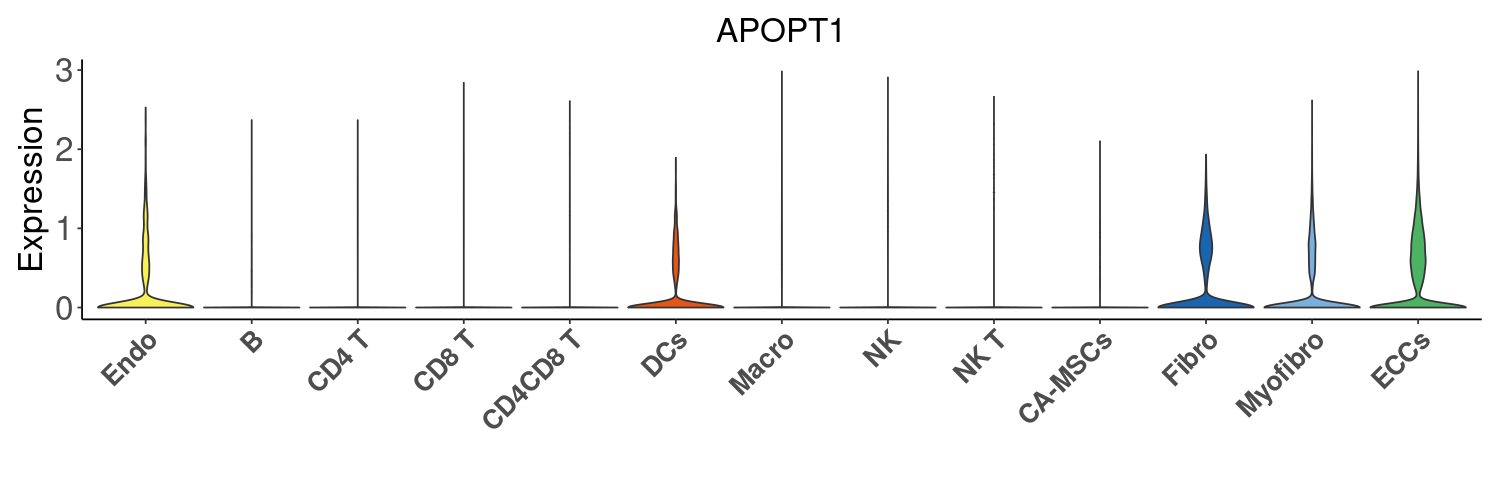 APOPT1
Expression
3
2
1
0
Endo
B
CD4 T
CD8 T
CD4CD8 T
DCs
Macro
NK
NK T
CA-MSCs
Fibro
Myofibro
ECCs